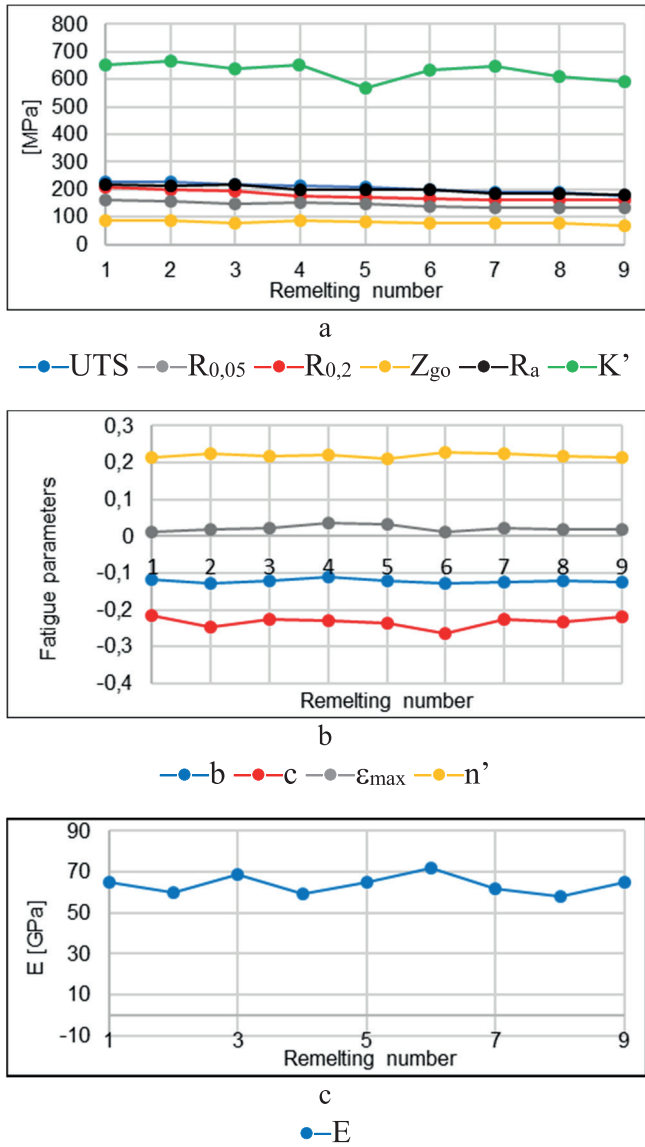 800
700
600
500
400
300
200
100
0
[MPa]
1 2 3 4 5 6 7 8 9
Remelting number
a
UTS R0,05 R0,2 Zgo Ra K’
0,3
0,2
0,1
0
-0,1
-0,2
-0,3
-0,4
Fatigue parameters
1 2 3 4 5 6 7 8 9
Remelting number
b
b c εmax n’
90
70
50
30
10
-10
E [GPa]
1 3 5 7 9
Remelting number
c
E